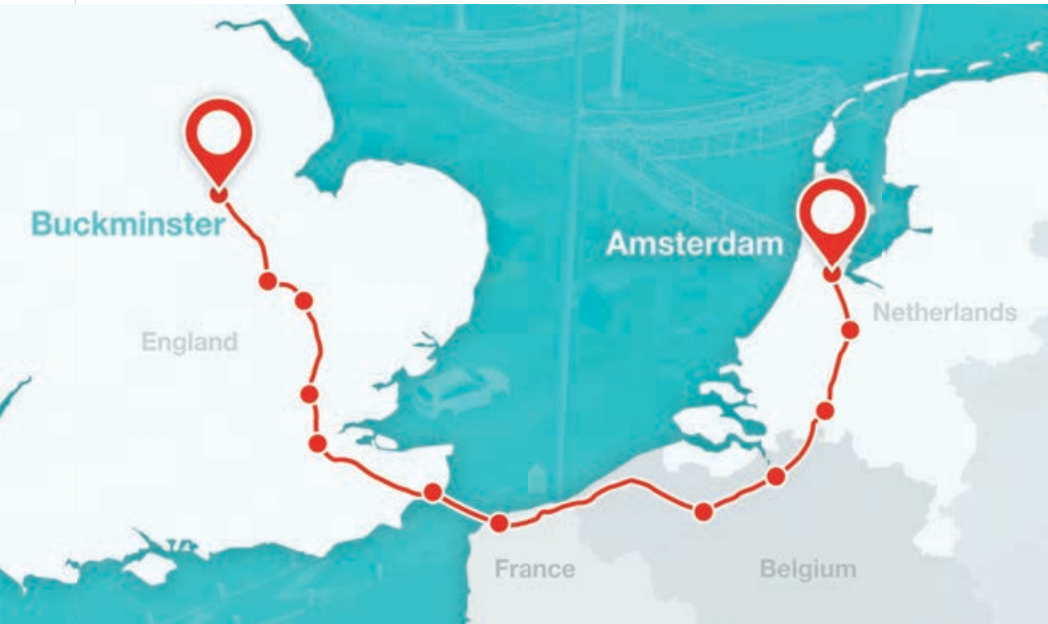 Buckminster
Amsterdam
Netherlands
England
France
Belgium